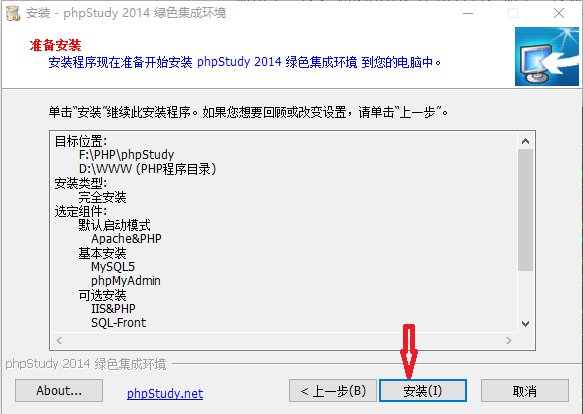 安装 - phpStudy 2014 绿色集成环境
准备安装
安装程序现在准备开始安装 phpStudy 2014 绿色集成环境 到您的电脑中。
单击“安装”继续此安装程序。如果您想要回顾或改变设置，请单击“上一步”。
目标位置:
F:\PHP\phpStudy
D:\WWW (PHP程序目录)
安装类型:
完全安装
选定组件:
默认启动模式
Apache&PHP
基本安装
MySQL5
phpMyAdmin
可选安装
IIS&PHP
SQL-Front
phpStudy 2014 绿色集成环境
About... phpStudy.net < 上一步(B) 安装(I) 取消